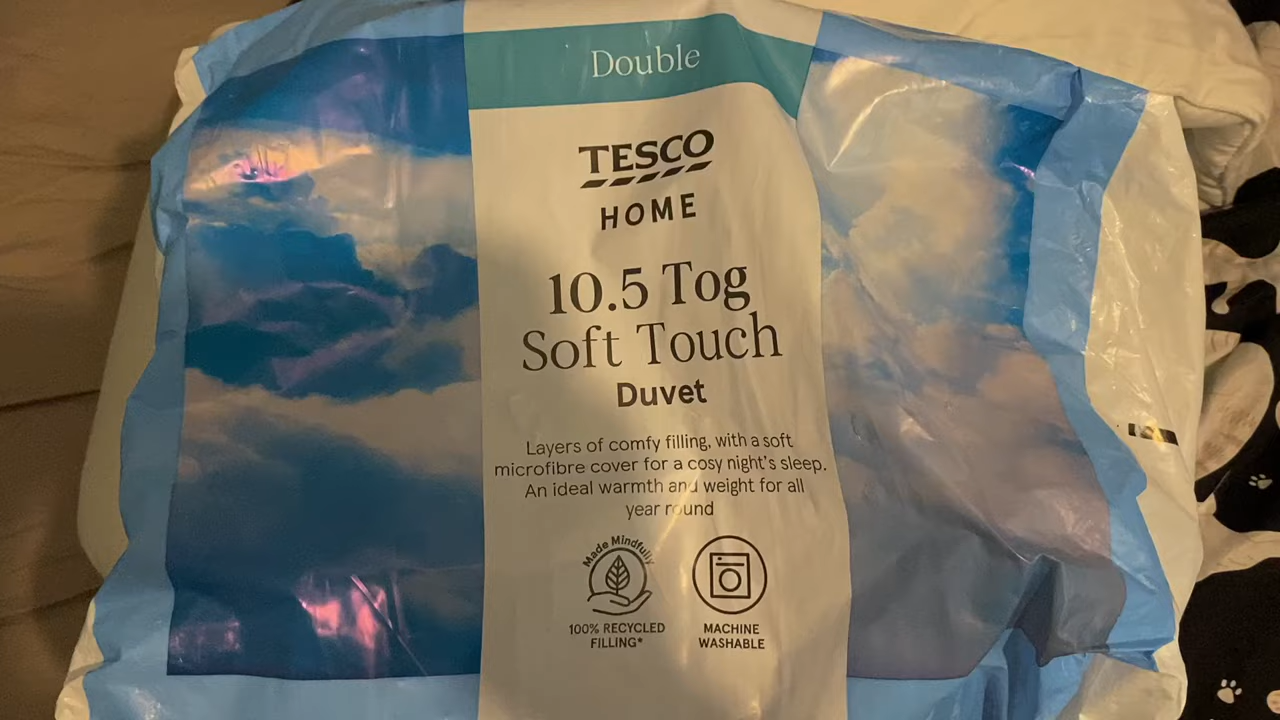 Double
TESCO
HOME
10.5 Tog
Soft Touch
Duvet
Layers of comfy filling, with a soft
microfibre cover for a cosy night's sleep.
An ideal warmth and weight for all
year round
Made Mindfully
100% RECYCLED
FILLING*
MACHINE
WASHABLE